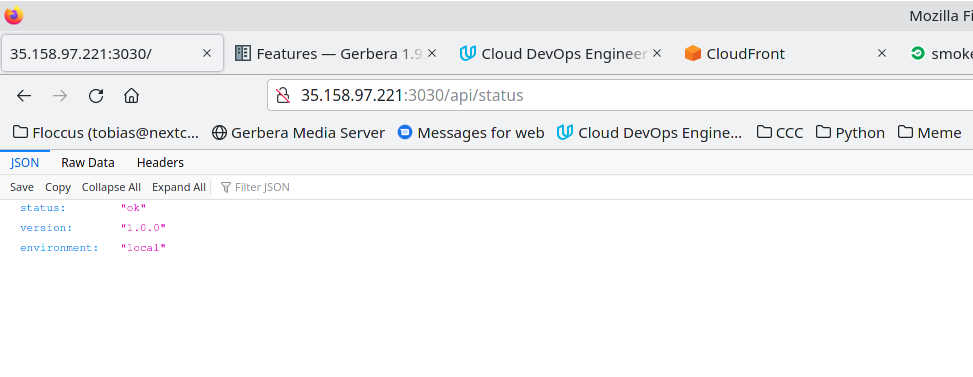 Mozilla Fi
35.158.97.221:3030/ Features — Gerbera 1.9 Cloud DevOps Engineer CloudFront smoke
35.158.97.221:3030/api/status
Floccus (tobias@nextc... Gerbera Media Server Messages for web Cloud DevOps Engine... CCC Python Meme
JSON Raw Data Headers
Save Copy Collapse All Expand All Filter JSON
status: "ok"
version: "1.0.0"
environment: "local"